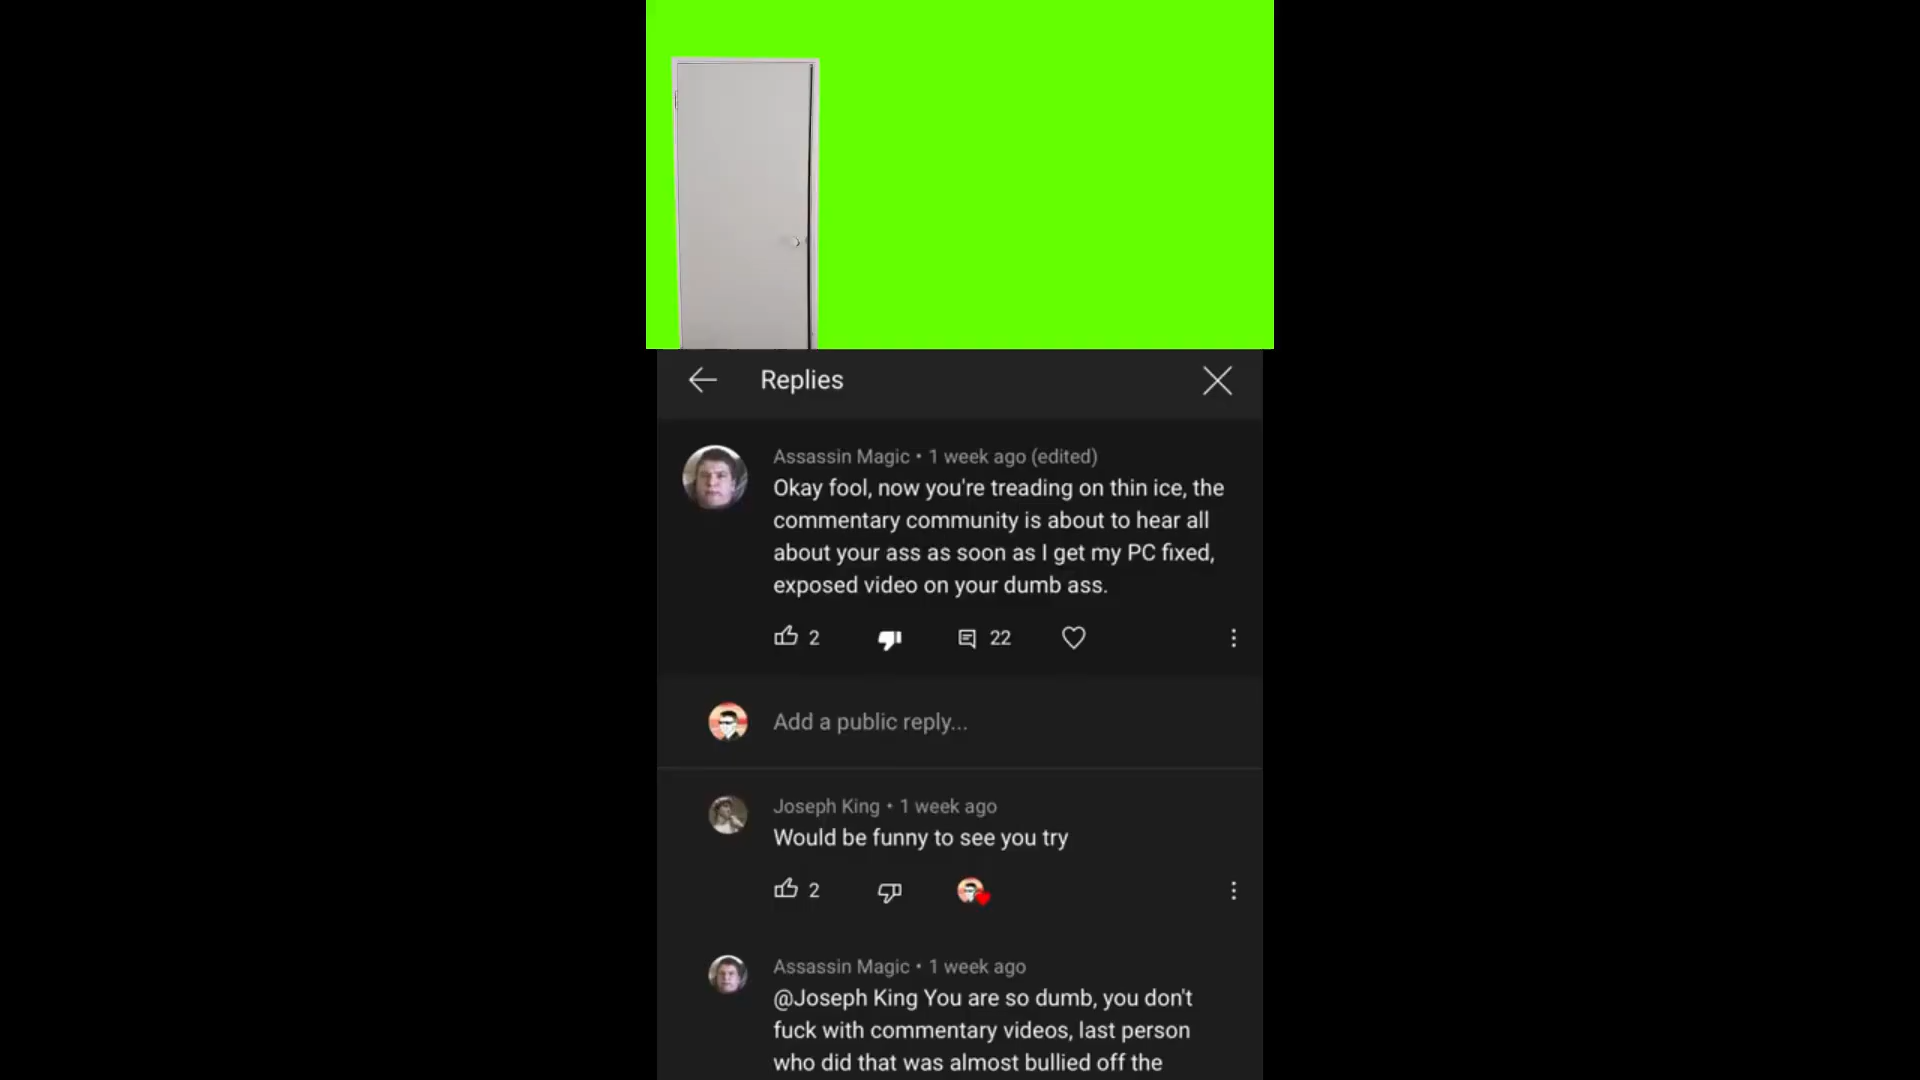 Replies
Assassin Magic • 1 week ago (edited)
Okay fool, now you're treading on thin ice, the
commentary community is about to hear all
about your ass as soon as I get my PC fixed,
exposed video on your dumb ass.
2
22
Add a public reply...
Joseph King • 1 week ago
Would be funny to see you try
2
Assassin Magic • 1 week ago
@Joseph King You are so dumb, you don't
fuck with commentary videos, last person
who did that was almost bullied off the